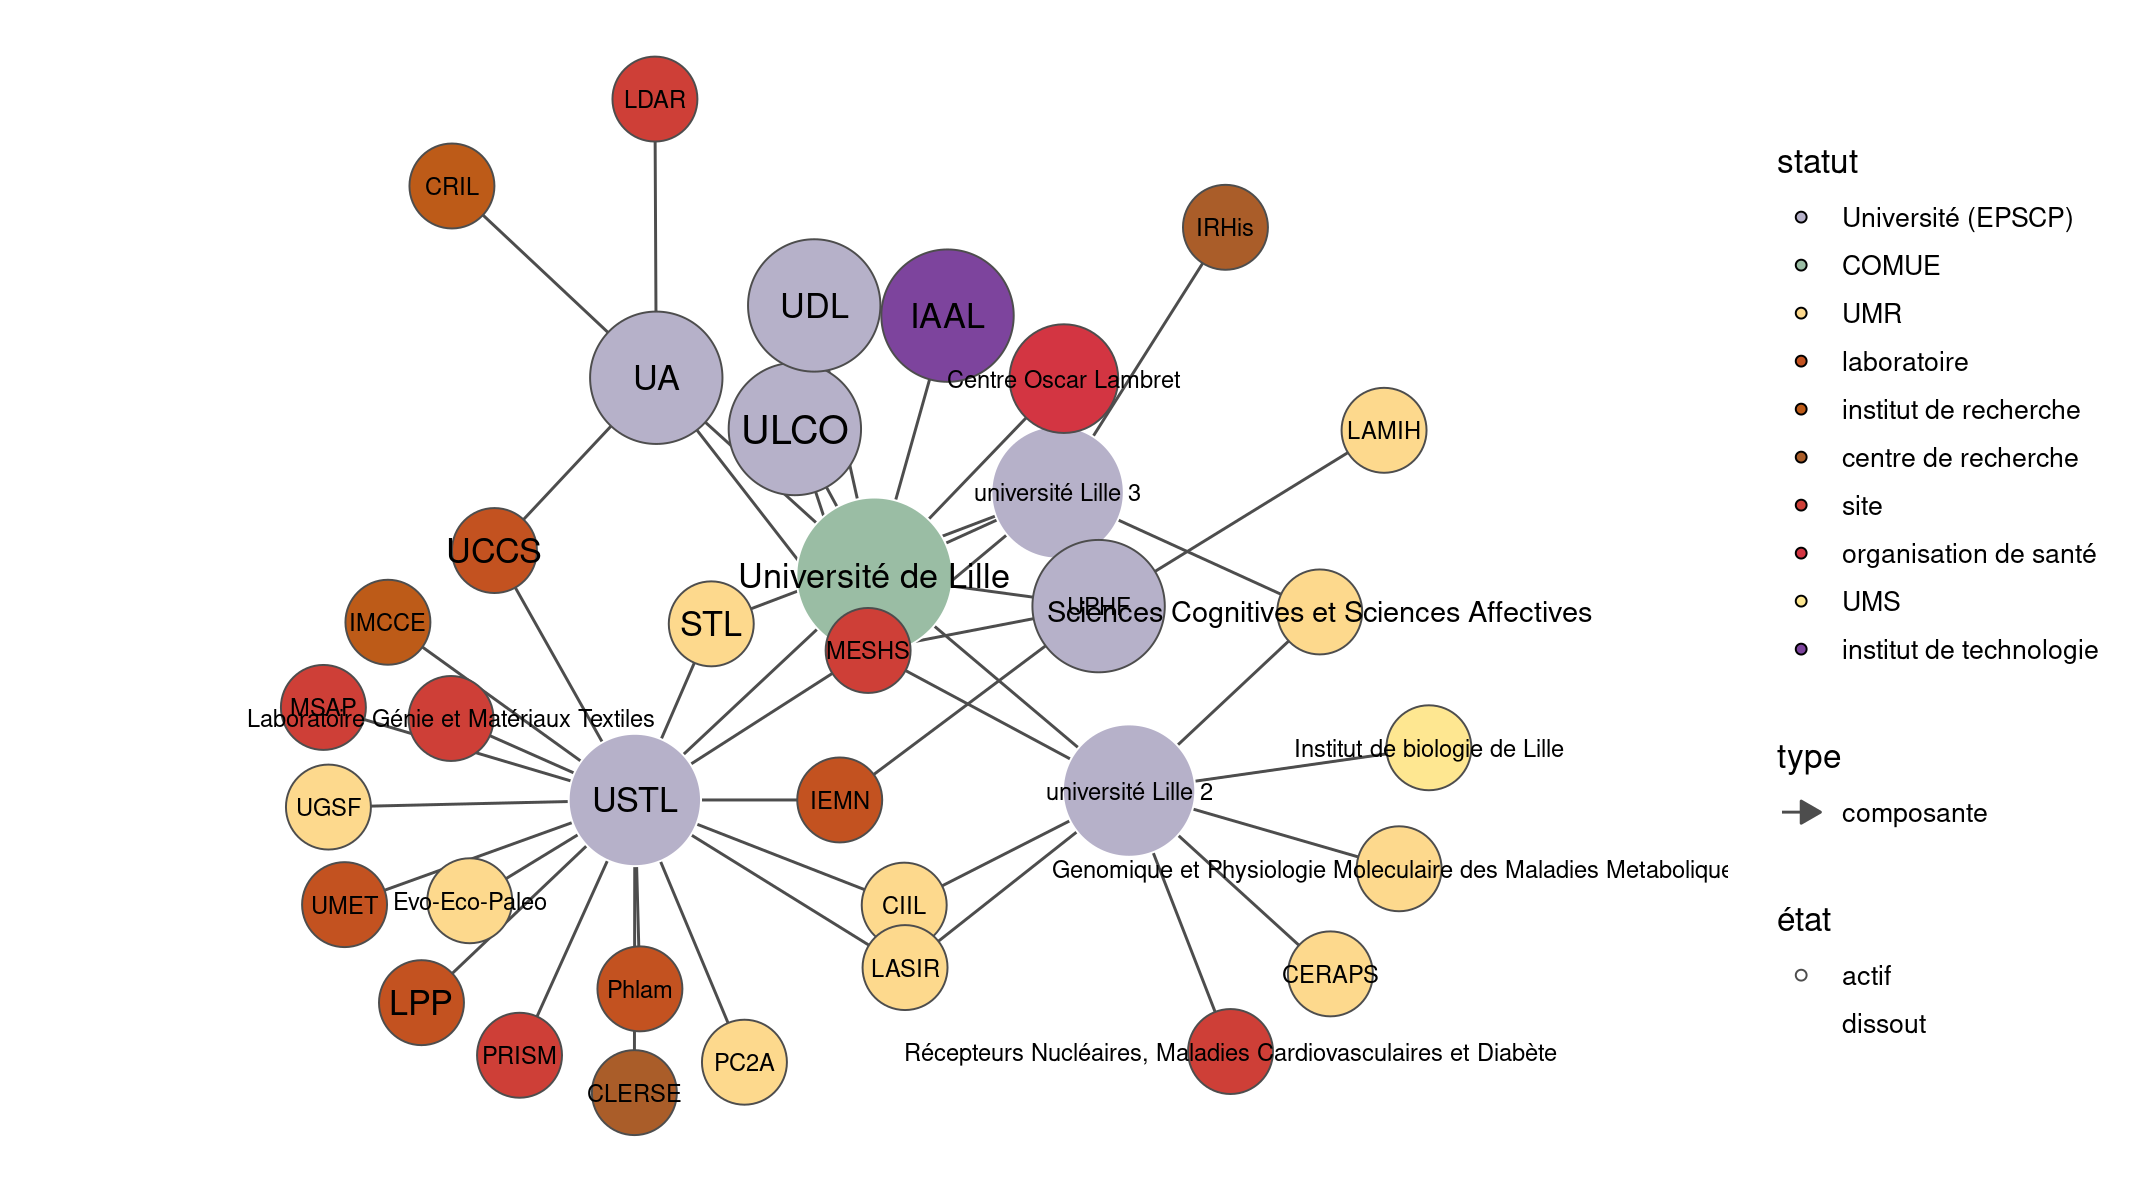 LDAR
CRIL
IRHis
UDL
IAAL
UA
Centre Oscar Lambret
ULCO
LAMIH
université Lille 3
UCCS
Université de Lille
UPHF
Sciences Cognitives et Sciences Affectives
IMCCE
STL
MESHS
MSAP
Laboratoire Génie et Matériaux Textiles
Institut de biologie de Lille
USTL
IEMN
université Lille 2
UGSF
Genomique et Physiologie Moleculaire des Maladies Metabolique
UMET
Evo-Eco-Paleo
CIIL
LASIR
CERAPS
Phlam
LPP
PRISM
PC2A
Récepteurs Nucléaires, Maladies Cardiovasculaires et Diabète
CLERSE
statut
Université (EPSCP)
COMUE
UMR
laboratoire
institut de recherche
centre de recherche
site
organisation de santé
UMS
institut de technologie
type
composante
état
actif
dissout